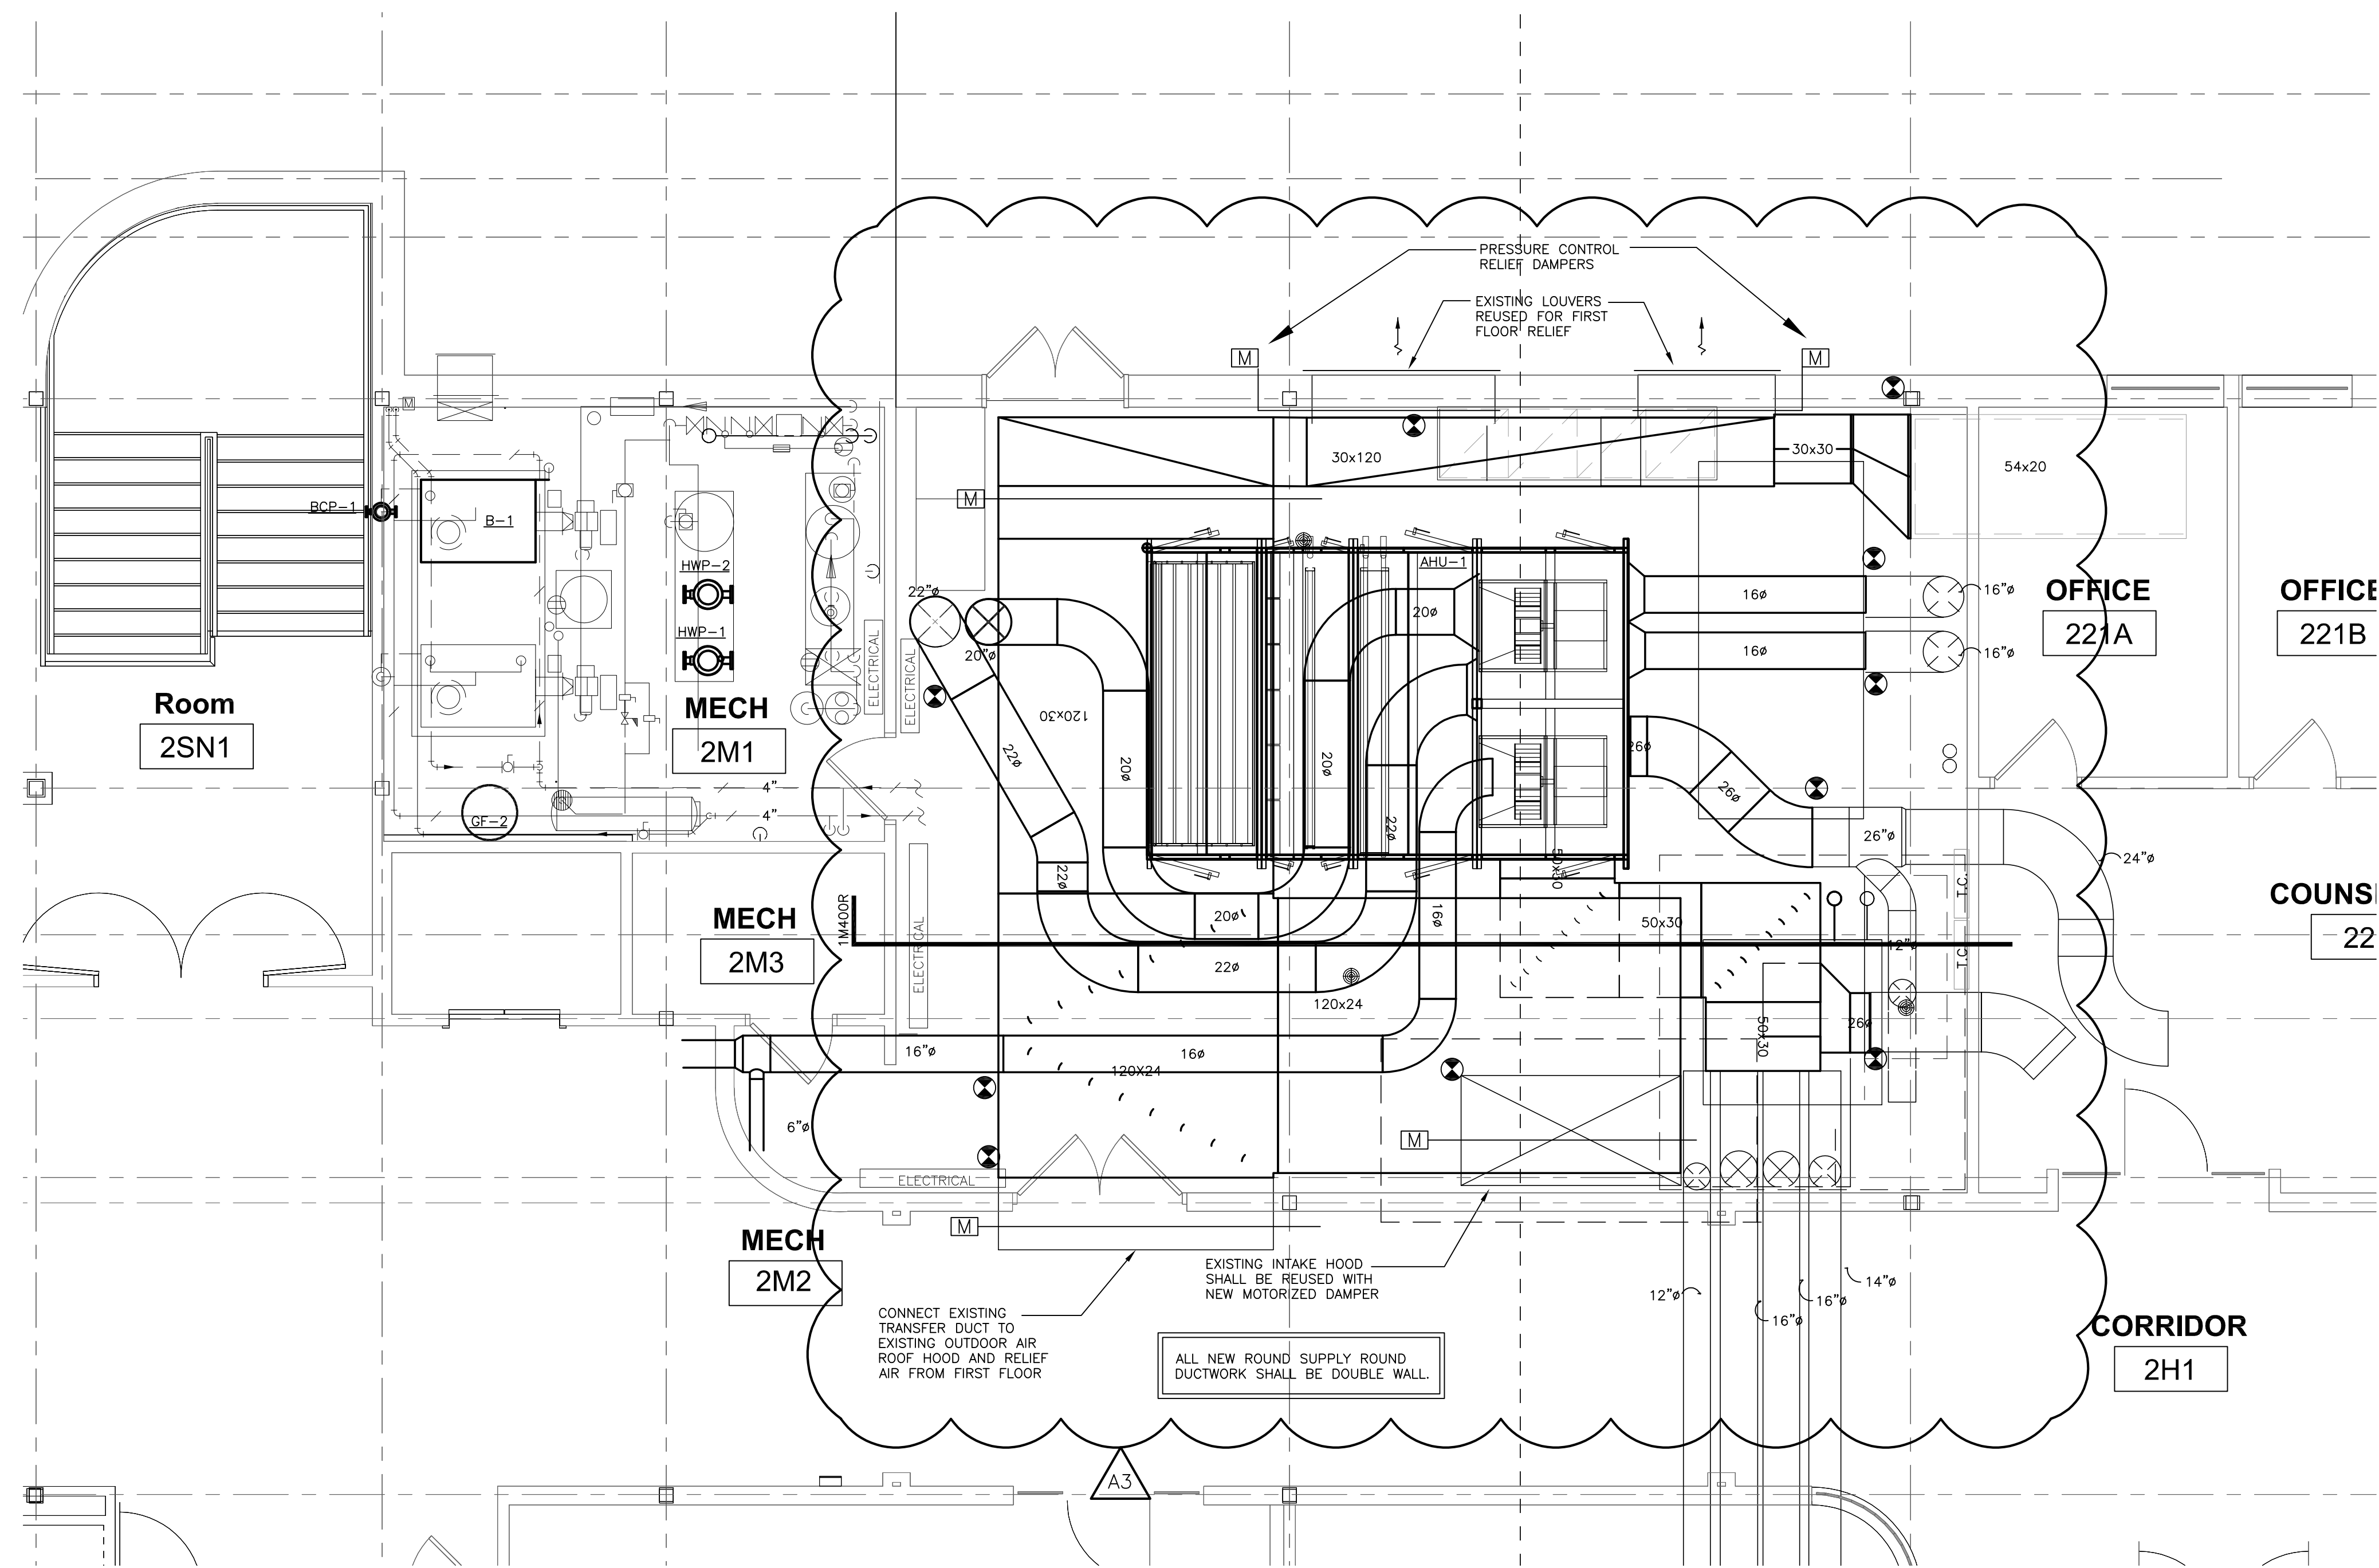 PRESSURE CONTROL
RELIEF DAMPERS
EXISTING LOUVERS
REUSED FOR FIRST
FLOOR RELIEF
M
M
M
30x120
30x30
54x20
M
BCP-1
B-1
HWP-2
HWP-1
AHU-1
22"ø
20"ø
20ø
16ø
16ø
16"ø
16"ø
OFFICE
221A
OFFICE
221B
ELECTRICAL
ELECTRICAL
Room
2SN1
MECH
2M1
120x30
22ø
20ø
20ø
22ø
26ø
26ø
26"ø
24"ø
4"
4"
GF-2
22ø
50x30
T.C.
T.C.
COUNS
22
MECH
2M3
1M400R
ELECTRICAL
20ø
16ø
50x30
12"ø
22ø
120x24
50x30
26ø
16"ø
16ø
120X24
6"ø
M
ELECTRICAL
MECH
2M2
M
EXISTING INTAKE HOOD
SHALL BE REUSED WITH
NEW MOTORIZED DAMPER
12"ø
16"ø
16"ø
14"ø
CONNECT EXISTING
TRANSFER DUCT TO
EXISTING OUTDOOR AIR
ROOF HOOD AND RELIEF
AIR FROM FIRST FLOOR
ALL NEW ROUND SUPPLY ROUND
DUCTWORK SHALL BE DOUBLE WALL.
CORRIDOR
2H1
A3